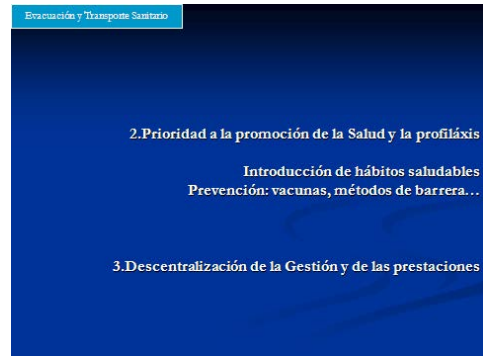 Evacuación y Transporte Sanitario
2.Prioridad a la promoción de la Salud y la profiláxis
Introducción de hábitos saludables
Prevención: vacunas, métodos de barrera...
3.Descentralización de la Gestión y de las prestaciones